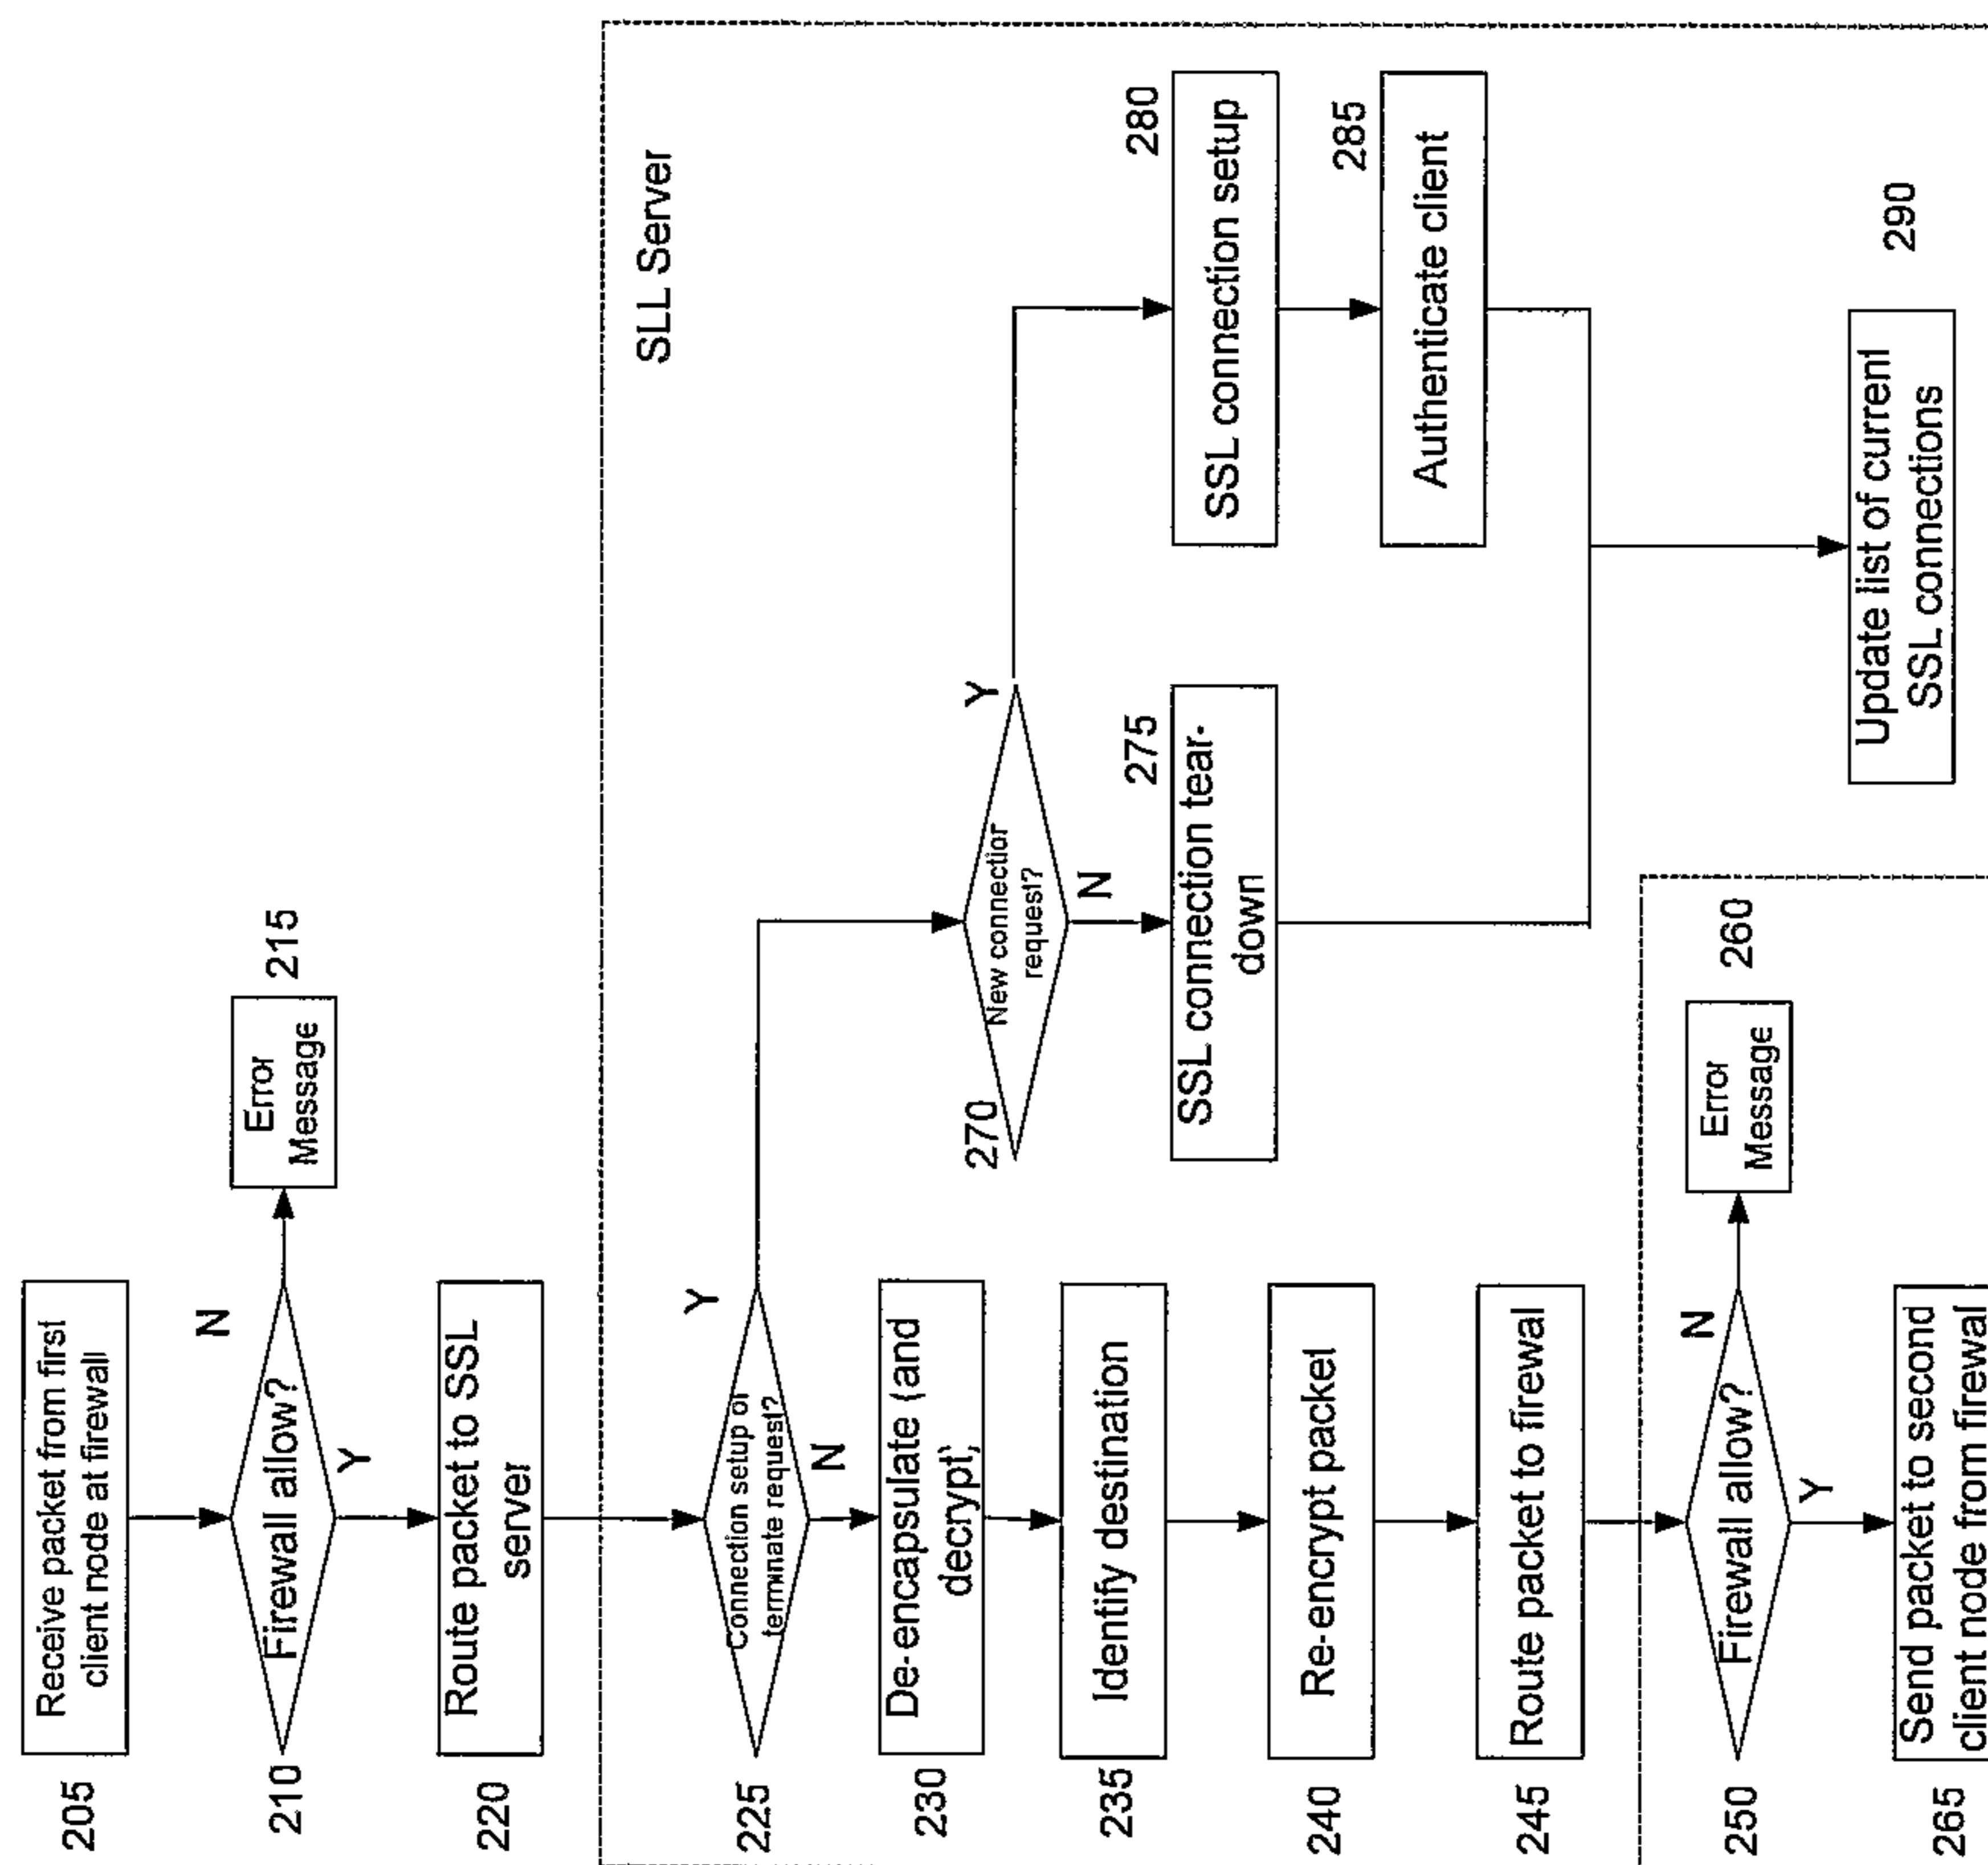 205
Receive packet from first
client node at firewall
210
Firewall allow?
N
Y
Error
Message
215
220
Route packet to SSL
server
SLL Server
225
Connection setup or
terminate request?
Y
N
230
De-encapsulate (and
decrypt)
235
Identify destination
240
Re-encrypt packet
245
Route packet to firewall
250
Firewall allow?
N
Y
Error
Message
260
265
Send packet to second
client node from firewall
270
New connection
request?
Y
N
275
SSL connection tear-
down
280
SSL connection setup
285
Authenticate client
290
Update list of current
SSL connections